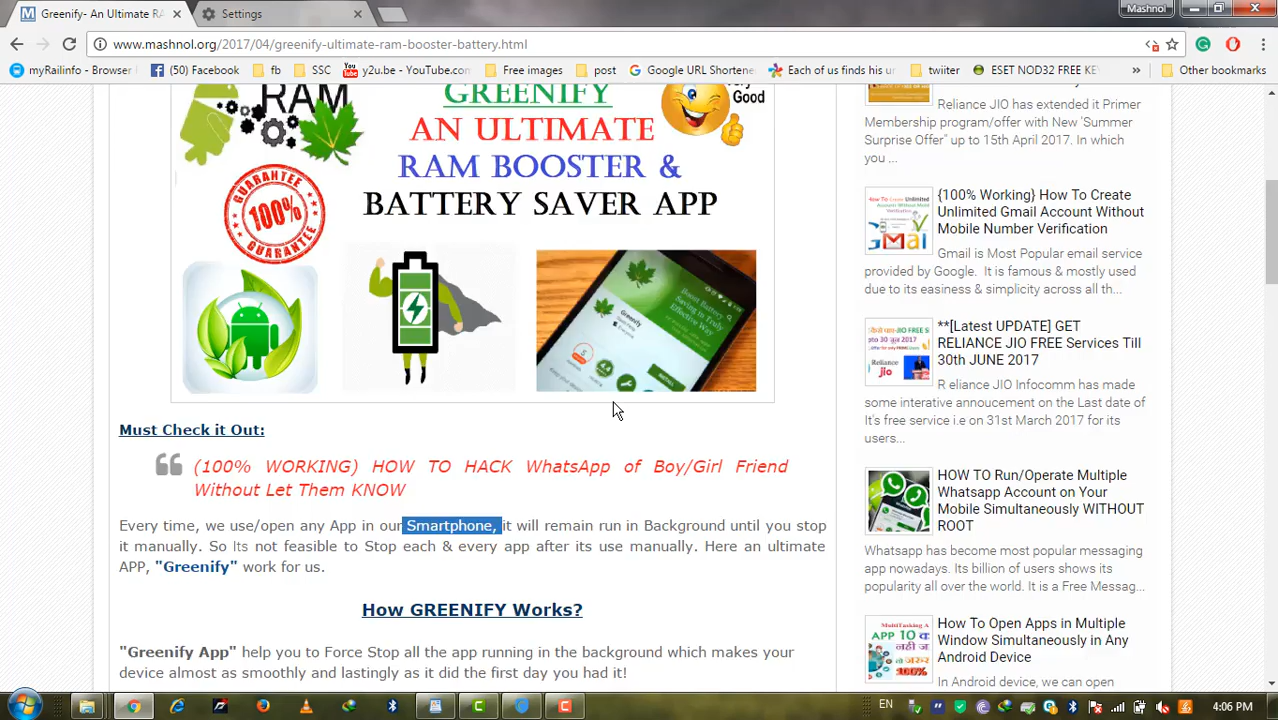 Greenify- An Ultimate RA
Settings
Mashnol
www.mashnol.org/2017/04/greenify-ultimate-ram-booster-battery.html
myRailinfo - Browser
(50) Facebook
fb
SSC
y2u.be - YouTube.com
Free images
post
Google URL Shortene
Each of us finds his u
twiiter
ESET NOD32 FREE KE
Other bookmarks
RAM
GREENIFY
Very Good
AN ULTIMATE
RAM BOOSTER &
BATTERY SAVER APP
GUARANTEE
100%
GUARANTEE
Boost Battery
Saving in Truly
Effective Way
Greenify
INSTALL
Must Check it Out:
(100% WORKING) HOW TO HACK WhatsApp of Boy/Girl Friend
Without Let Them KNOW
Every time, we use/open any App in our Smartphone, it will remain run in Background until you stop
it manually. So Its not feasible to Stop each & every app after its use manually. Here an ultimate
APP, "Greenify" work for us.
How GREENIFY Works?
"Greenify App" help you to Force Stop all the app running in the background which makes your
device almost as smoothly and lastingly as it did the first day you had it!
Reliance JIO has extended it Primer
Membership program/offer with New 'Summer
Surprise Offer" up to 15th April 2017. In which
you ...
{100% Working} How To Create
Unlimited Gmail Account Without
Mobile Number Verification
Gmail is Most Popular email service
provided by Google. It is famous & mostly used
due to its easiness & simplicity across all th...
**[Latest UPDATE] GET
RELIANCE JIO FREE Services Till
30th JUNE 2017
R eliance JIO Infocomm has made
some interative annoucement on the Last date of
It's free service i.e on 31st March 2017 for its
users...
HOW TO Run/Operate Multiple
Whatsapp Account on Your
Mobile Simultaneously WITHOUT
ROOT
Whatsapp has become most popular messaging
app nowadays. Its billion of users shows its
popularity all over the world. It is a Free Messag...
How To Open Apps in Multiple
Window Simultaneously in Any
Android Device
In Android device, we can open
EN
4:06 PM